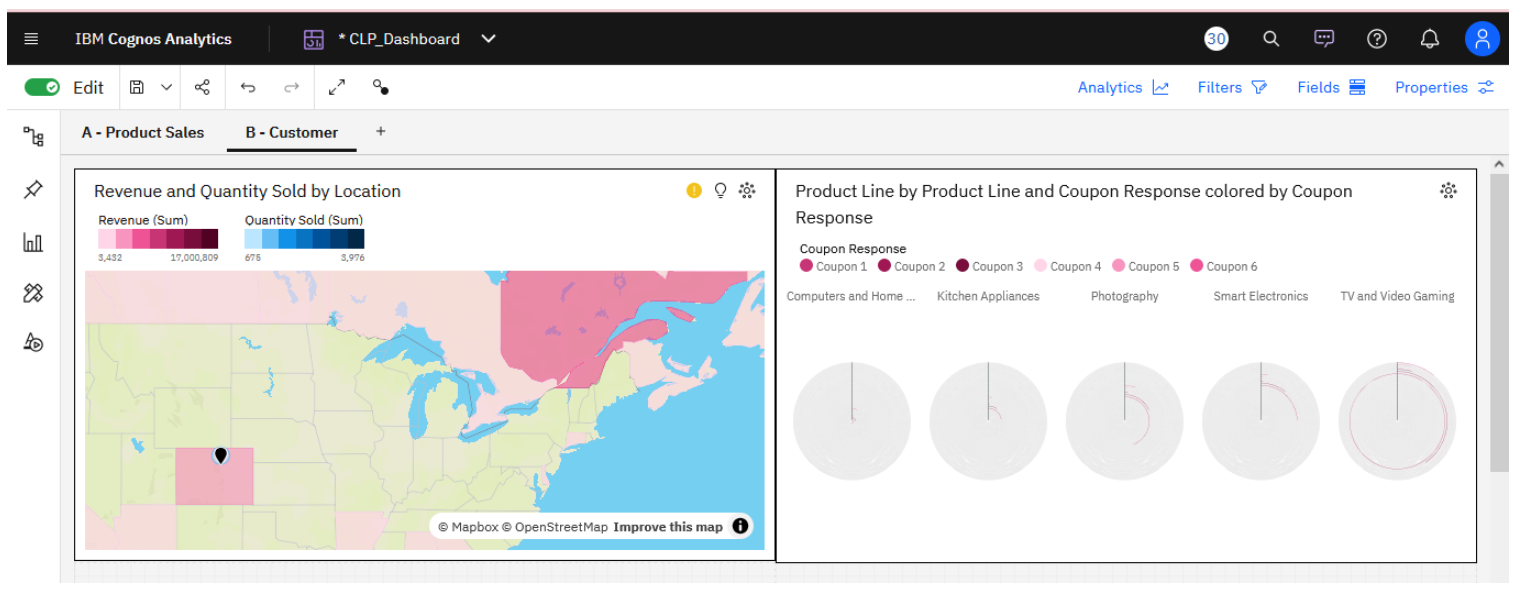 IBM Cognos Analytics * CLP_Dashboard 30
Edit Analytics Filters Fields Properties
A - Product Sales B - Customer +
Revenue and Quantity Sold by Location
Revenue (Sum) Quantity Sold (Sum)
3,432 17,000,809 675 3,976
© Mapbox © OpenStreetMap Improve this map
Product Line by Product Line and Coupon Response colored by Coupon
Response
Coupon Response
Coupon 1 Coupon 2 Coupon 3 Coupon 4 Coupon 5 Coupon 6
Computers and Home ... Kitchen Appliances Photography Smart Electronics TV and Video Gaming